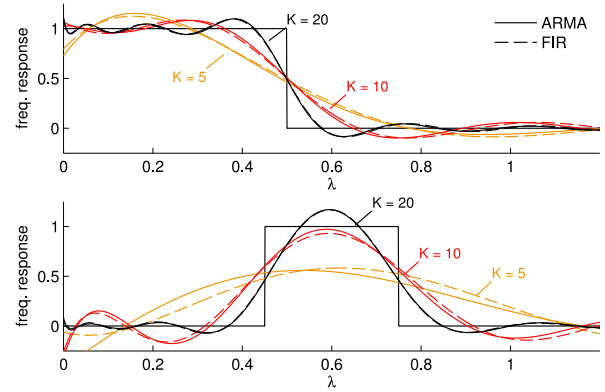 ARMA
FIR
K = 20
K = 5
K = 10
freq. response
1
0.5
0
0 0.2 0.4 0.6 0.8 1
λ
K = 20
K = 10
K = 5
freq. response
1
0.5
0
0 0.2 0.4 0.6 0.8 1
λ